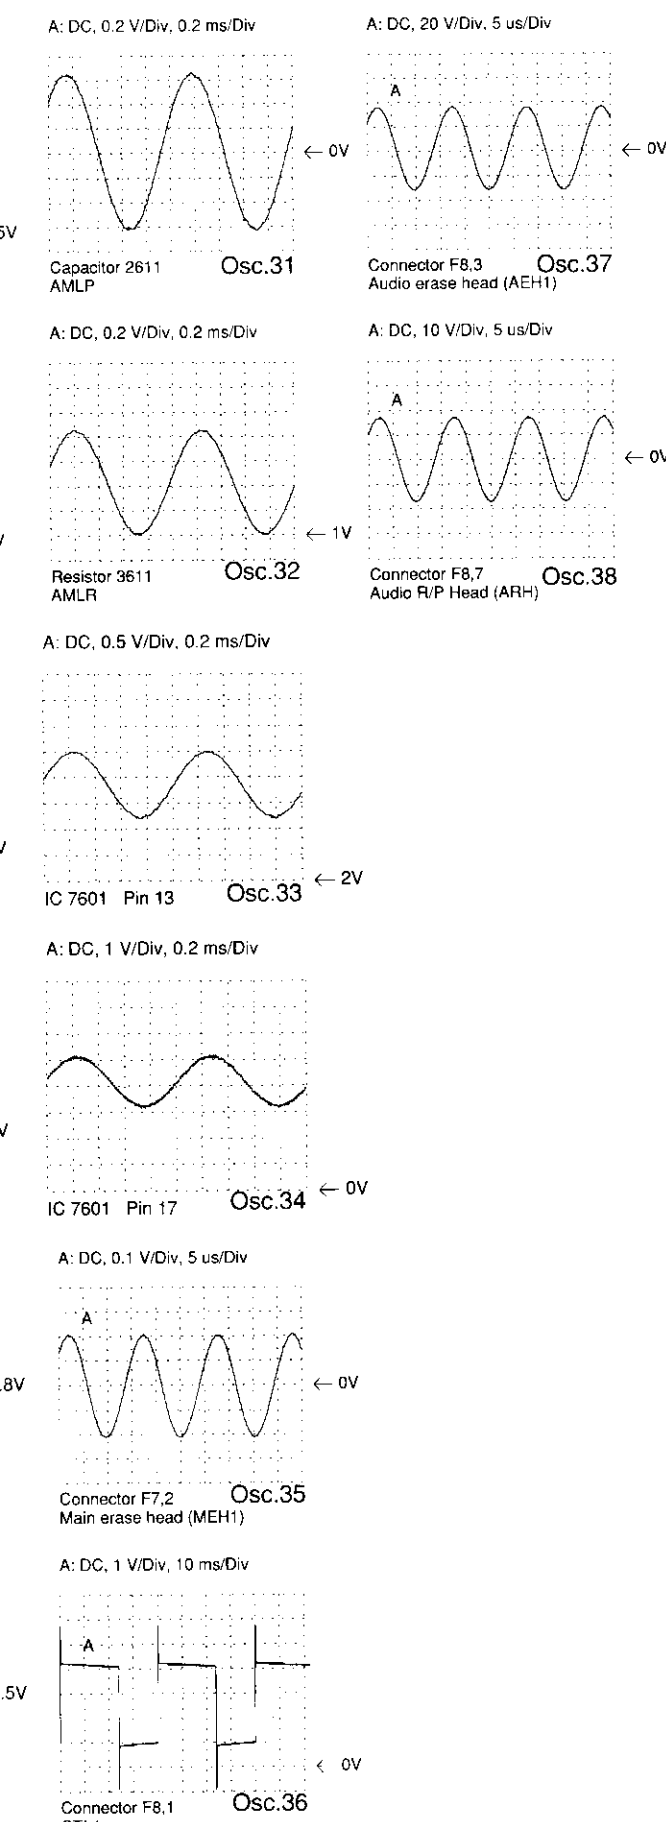 A: DC, 0.2 V/Div, 0.2 ms/Div
← 0V
5V
Capacitor 2611 Osc.31
AMLP
A: DC, 20 V/Div, 5 us/Div
A
← 0V
Connector F8,3 Osc.37
Audio erase head (AEH1)
A: DC, 0.2 V/Div, 0.2 ms/Div
← 1V
V
Resistor 3611 Osc.32
AMLR
A: DC, 10 V/Div, 5 us/Div
A
← 0V
Connector F8,7 Osc.38
Audio R/P Head (ARH)
A: DC, 0.5 V/Div, 0.2 ms/Div
V
← 2V
IC 7601 Pin 13 Osc.33
A: DC, 1 V/Div, 0.2 ms/Div
V
← 0V
IC 7601 Pin 17 Osc.34
A: DC, 0.1 V/Div, 5 us/Div
A
.8V
← 0V
Connector F7,2 Osc.35
Main erase head (MEH1)
A: DC, 1 V/Div, 10 ms/Div
A
.5V
← 0V
Connector F8,1 Osc.36